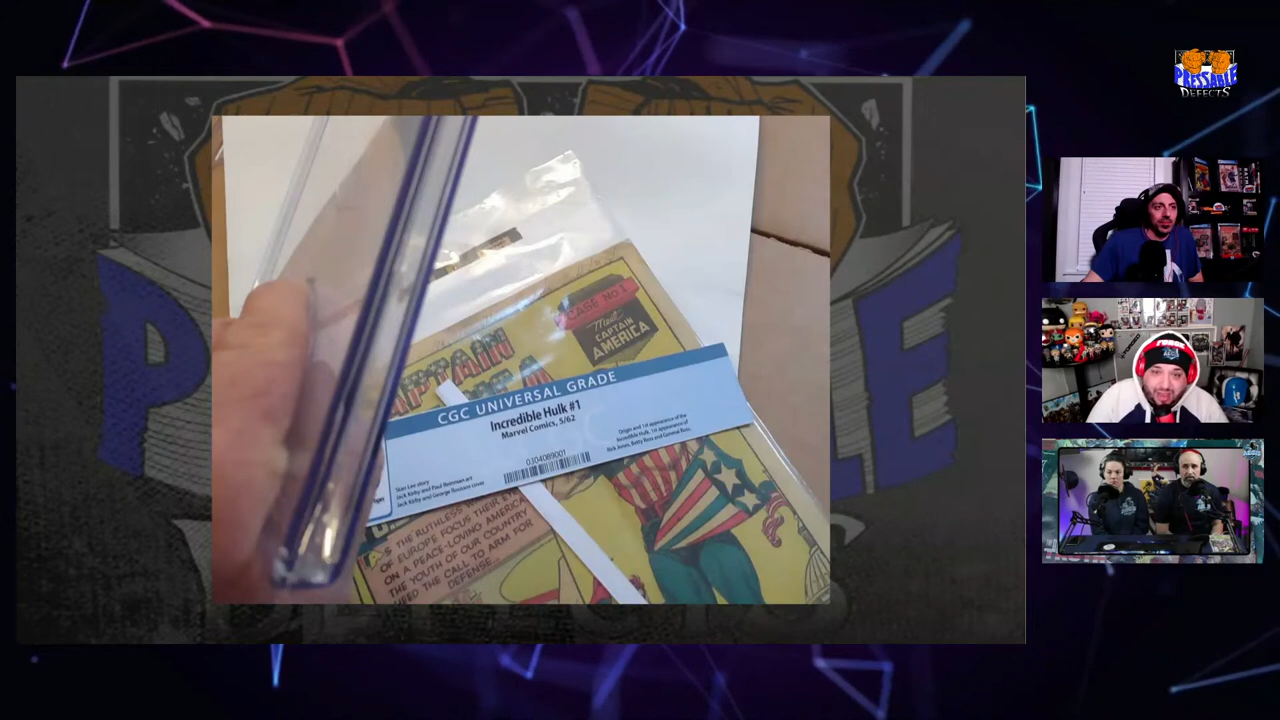 PRESSABLE
DEFECTS
CASE NO. 1
Meet
CAPTAIN
AMERICA
CGC UNIVERSAL GRADE
Incredible Hulk #1
Marvel Comics, 5/62
Origin and 1st appearance of the
Incredible Hulk. 1st appearance of
Rick Jones, Betty Ross and General Ross.
0304089001
Stan Lee story
Jack Kirby and Paul Reinman art
Jack Kirby and George Roussos cover
AS THE RUTHLESS
OF EUROPE FOCUS THEIR
ON A PEACE-LOVING AMERICA
THE YOUTH OF OUR COUNTRY
HEED THE CALL TO ARM FOR
DEFENSE